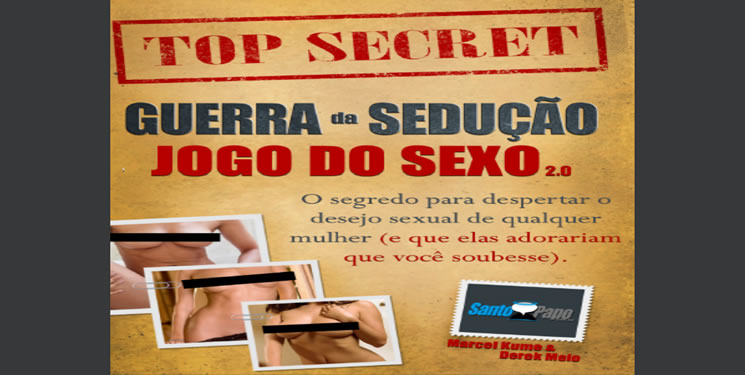 TOP SECRET
GUERRA da SEDUÇÃO
JOGO DO SEXO 2.0
O segredo para despertar o
desejo sexual de qualquer
mulher (e que elas adorariam
que você soubesse).
Santo Papo
Marcel Kume &
Derek Melo